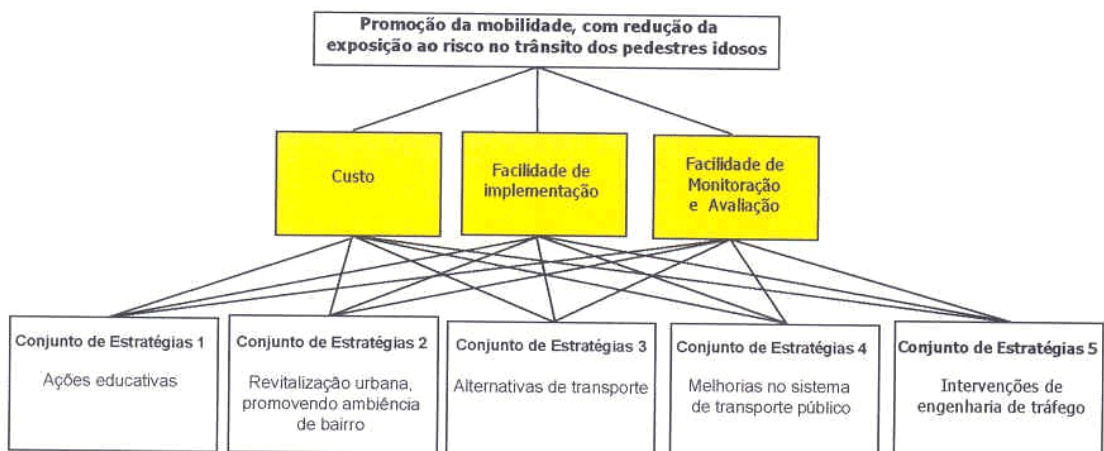 Promoção da mobilidade, com redução da
exposição ao risco no trânsito dos pedestres idosos
Custo
Facilidade de
implementação
Facilidade de
Monitoração
e Avaliação
Conjunto de Estratégias 1
Ações educativas
Conjunto de Estratégias 2
Revitalização urbana,
promovendo ambiência
de bairro
Conjunto de Estratégias 3
Alternativas de transporte
Conjunto de Estratégias 4
Melhorias no sistema
de transporte público
Conjunto de Estratégias 5
Intervenções de
engenharia de tráfego